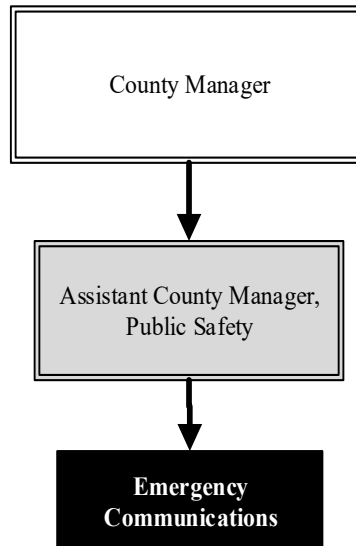 County Manager
Assistant County Manager,
Public Safety
Emergency
Communications